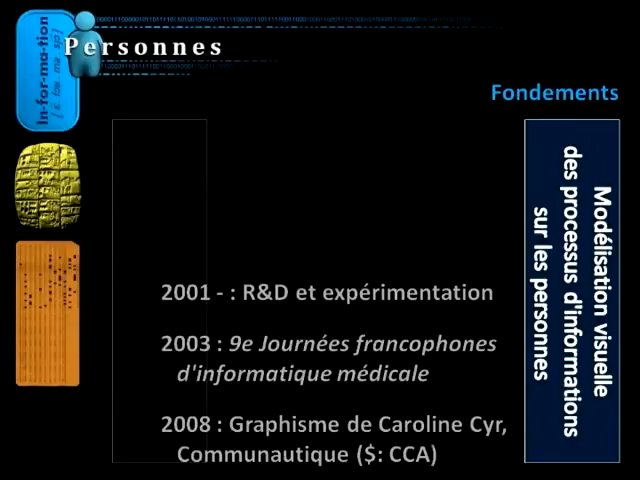 In-for-ma-tion
Personnes
Fondements
Modélisation visuelle
des processus d'informations
sur les personnes
2001 - : R&D et expérimentation
2003 : 9e Journées francophones
d'informatique médicale
2008 : Graphisme de Caroline Cyr,
Communautique ($: CCA)